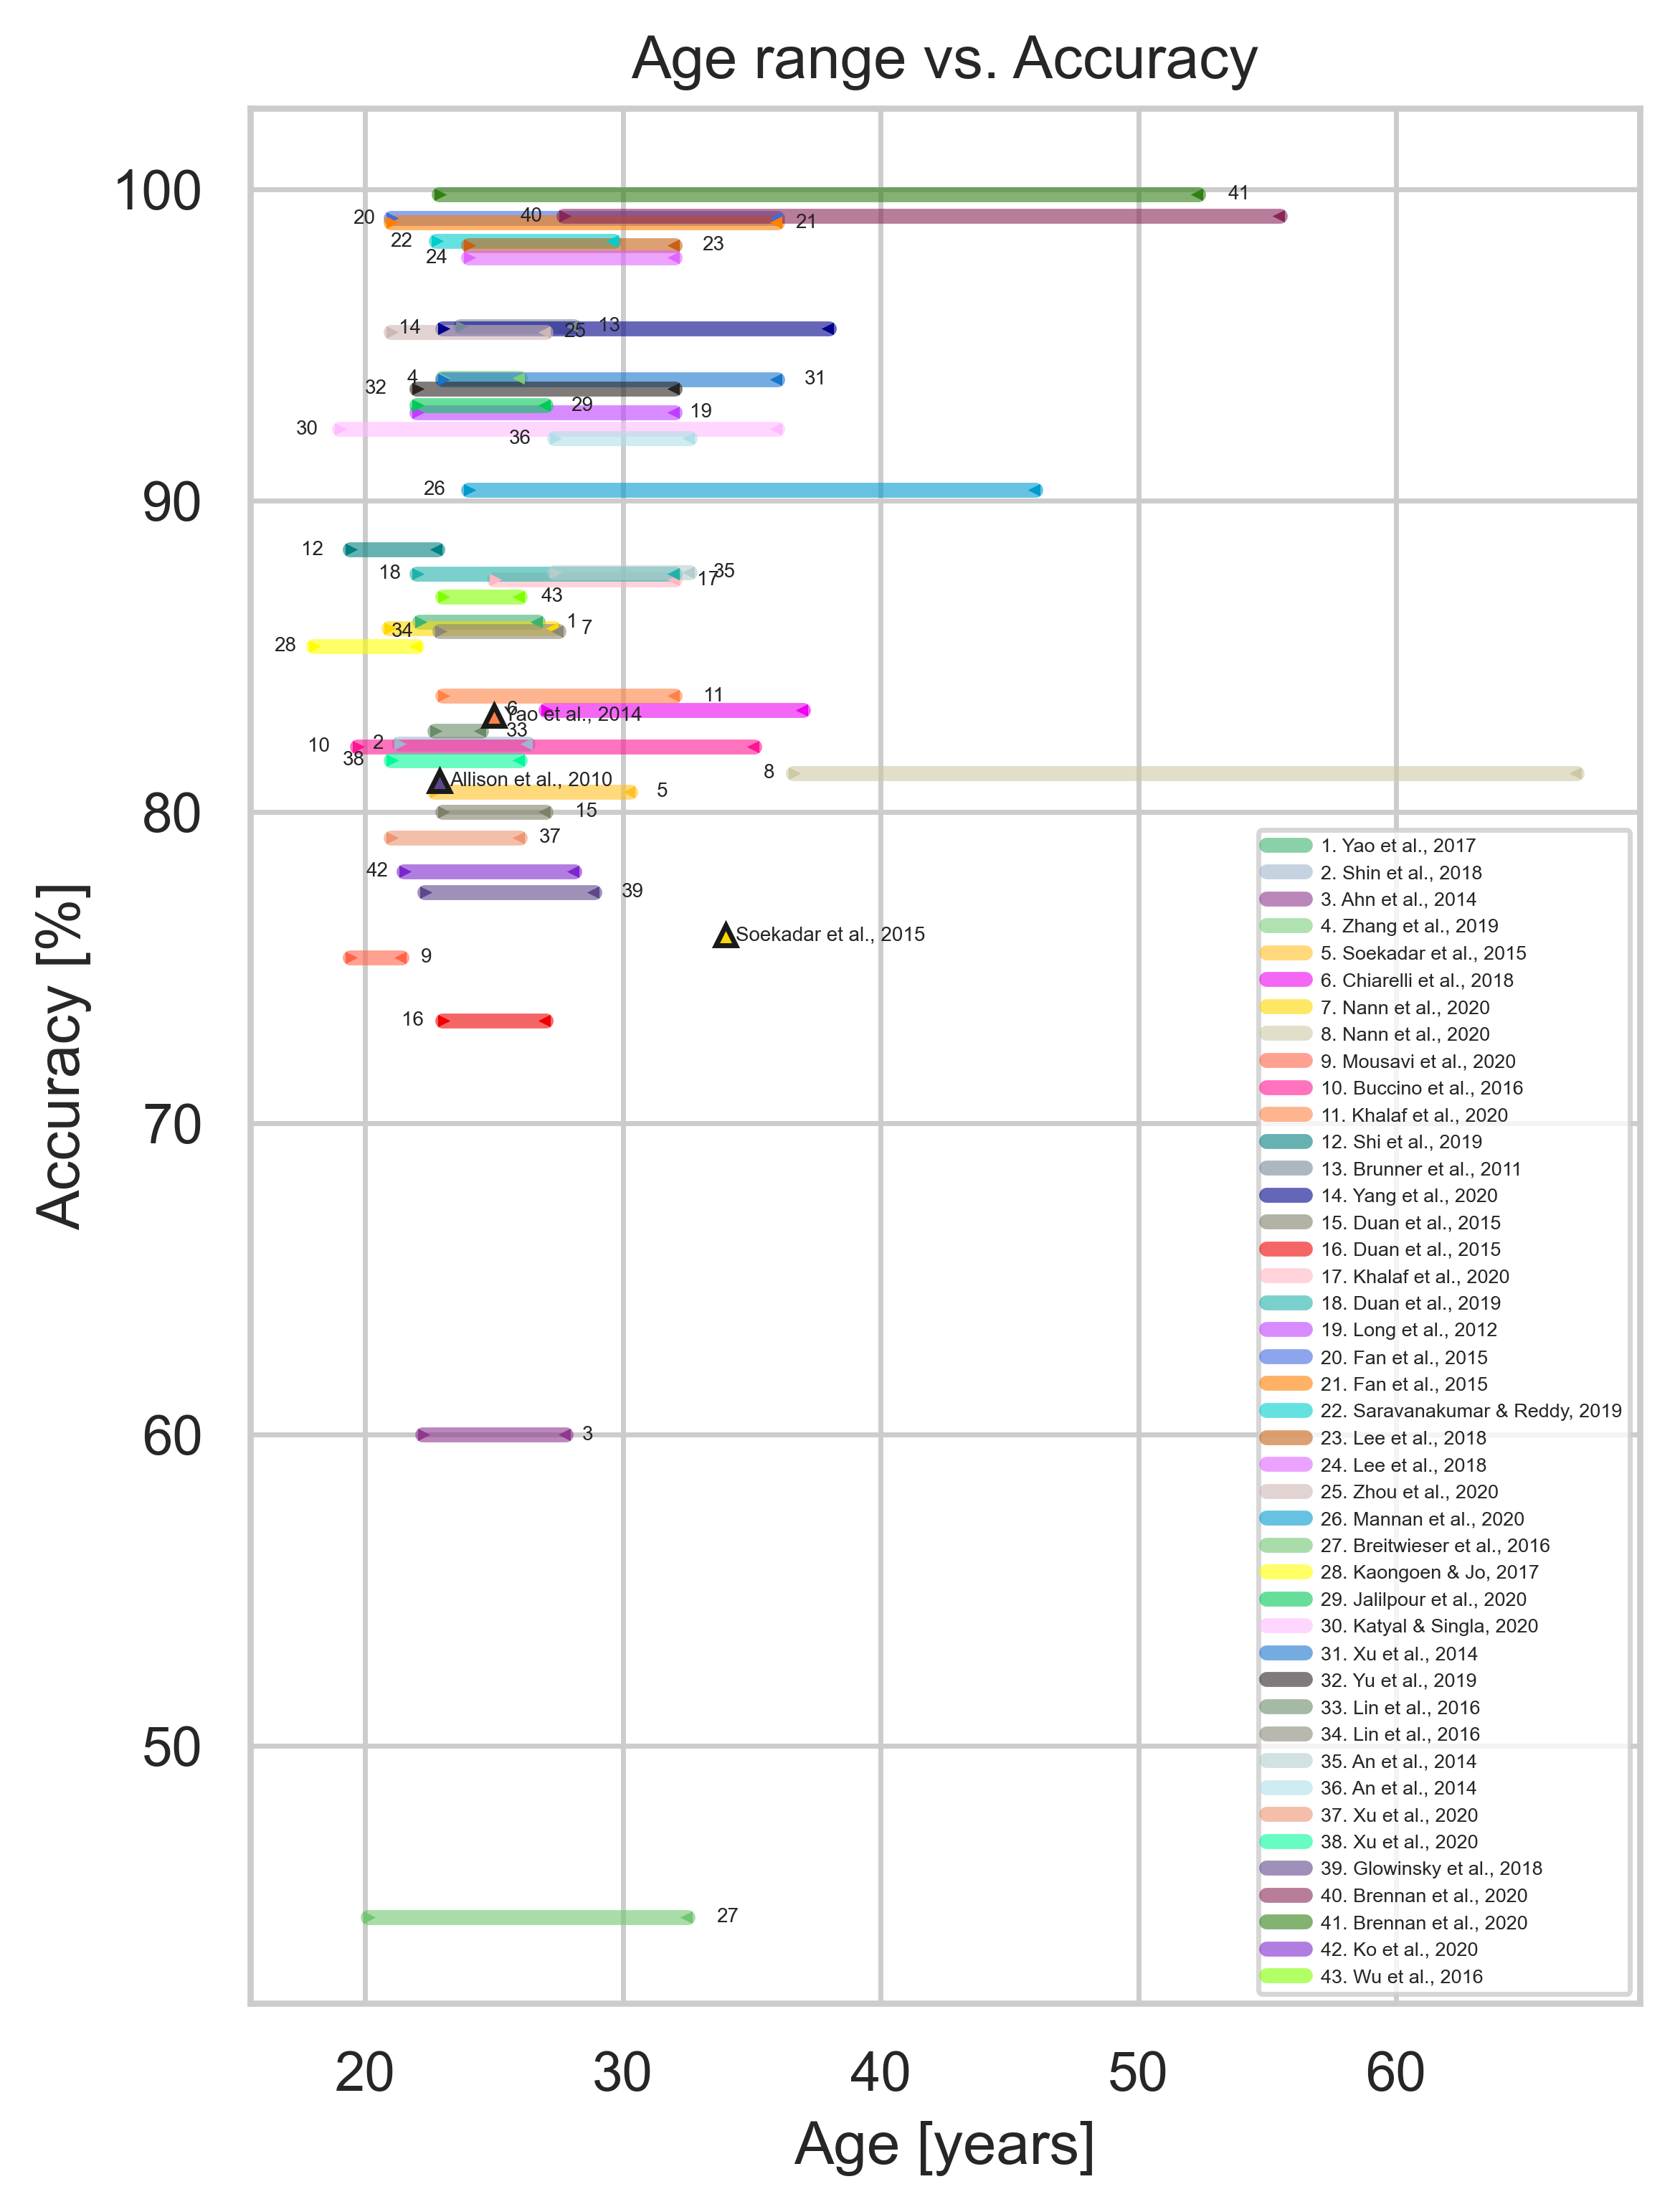 Age range vs. Accuracy
100
90
80
70
60
50
Accuracy [%]
20
30
40
50
60
Age [years]
41
20
40
21
22
23
24
14
25
13
4
32
31
29
19
30
36
26
12
18
35
17
43
1
34
7
28
11
6
Yao et al., 2014
33
2
10
38
8
Allison et al., 2010
5
15
37
42
39
Soekadar et al., 2015
9
16
3
27
1. Yao et al., 2017
2. Shin et al., 2018
3. Ahn et al., 2014
4. Zhang et al., 2019
5. Soekadar et al., 2015
6. Chiarelli et al., 2018
7. Nann et al., 2020
8. Nann et al., 2020
9. Mousavi et al., 2020
10. Buccino et al., 2016
11. Khalaf et al., 2020
12. Shi et al., 2019
13. Brunner et al., 2011
14. Yang et al., 2020
15. Duan et al., 2015
16. Duan et al., 2015
17. Khalaf et al., 2020
18. Duan et al., 2019
19. Long et al., 2012
20. Fan et al., 2015
21. Fan et al., 2015
22. Saravanakumar & Reddy, 2019
23. Lee et al., 2018
24. Lee et al., 2018
25. Zhou et al., 2020
26. Mannan et al., 2020
27. Breitwieser et al., 2016
28. Kaongoen & Jo, 2017
29. Jalilpour et al., 2020
30. Katyal & Singla, 2020
31. Xu et al., 2014
32. Yu et al., 2019
33. Lin et al., 2016
34. Lin et al., 2016
35. An et al., 2014
36. An et al., 2014
37. Xu et al., 2020
38. Xu et al., 2020
39. Glowinsky et al., 2018
40. Brennan et al., 2020
41. Brennan et al., 2020
42. Ko et al., 2020
43. Wu et al., 2016